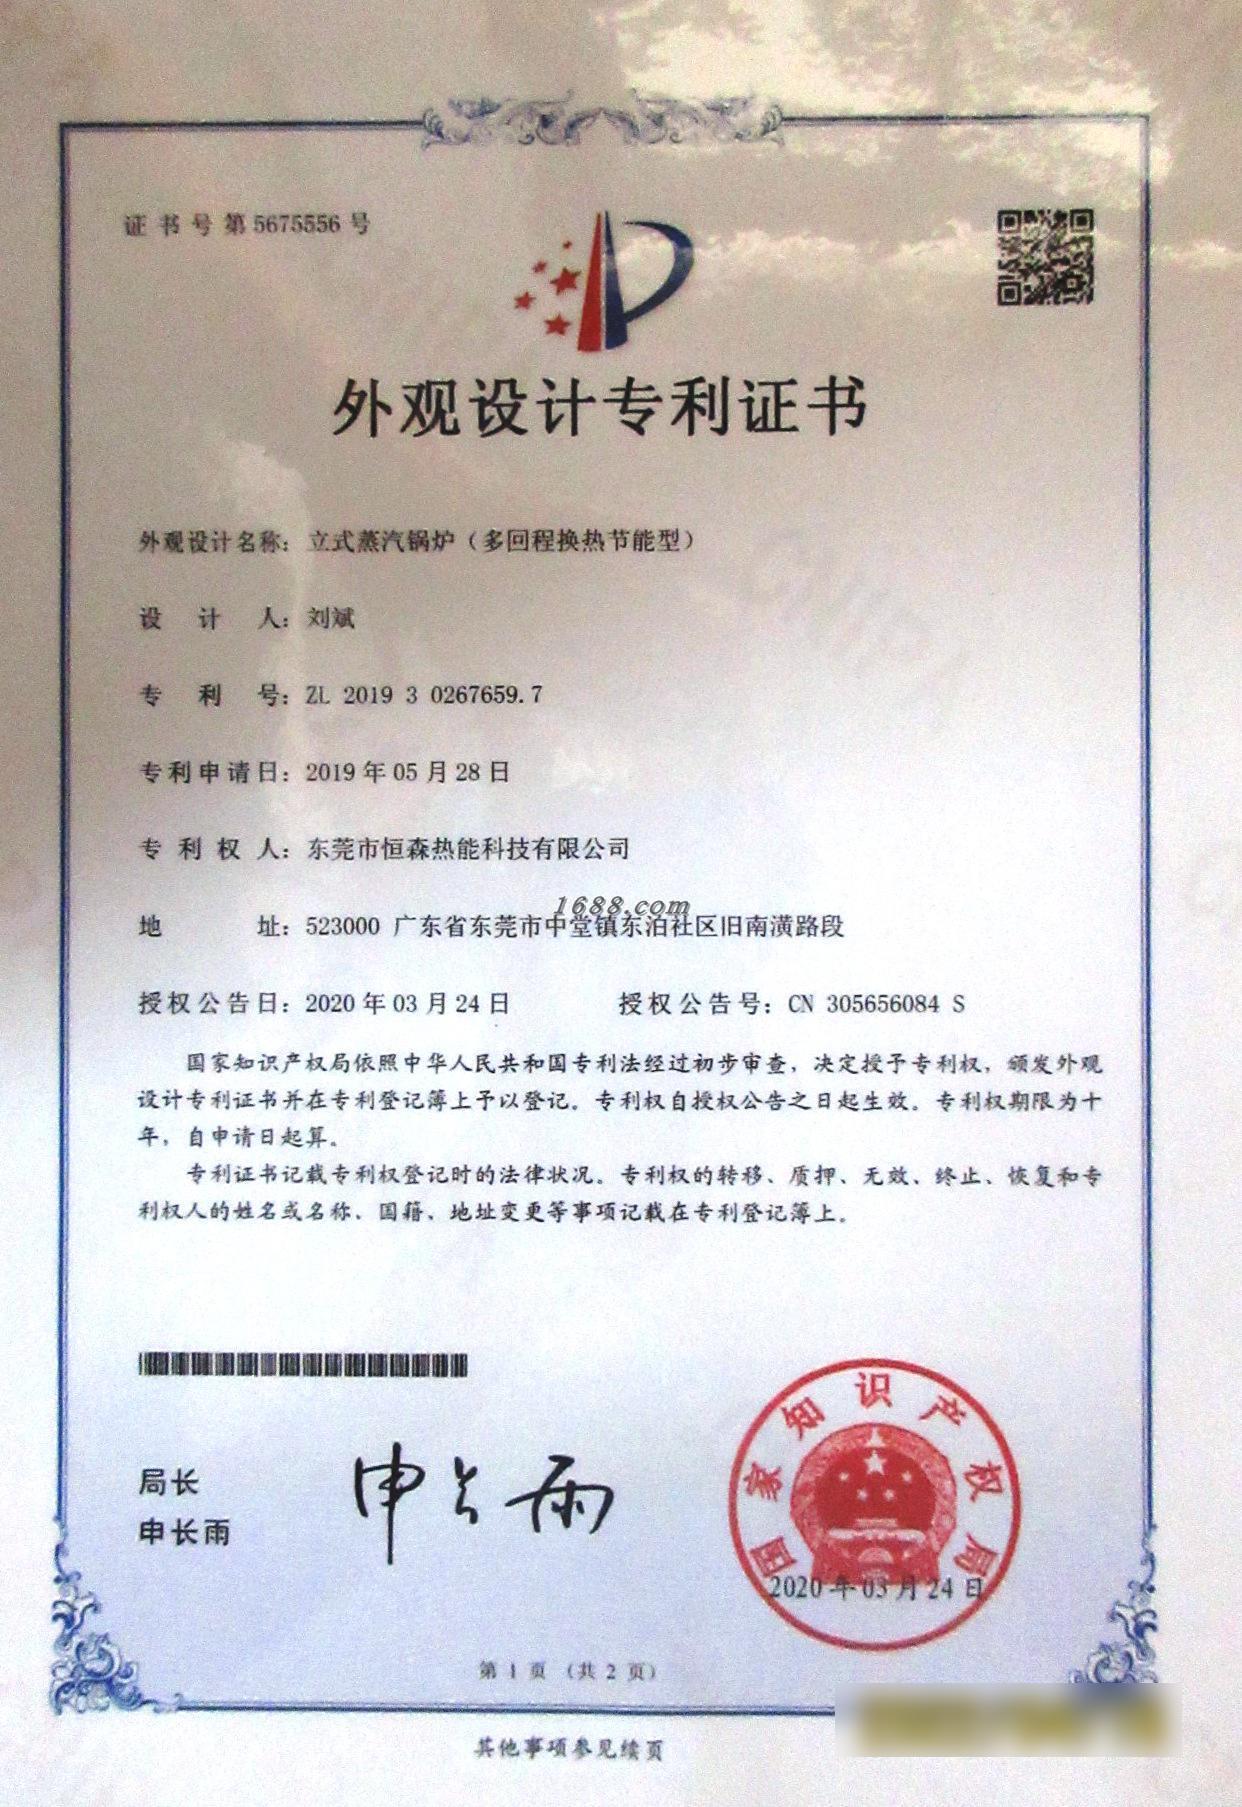 证书号第5675556号
外观设计专利证书
外观设计名称：立式蒸汽锅炉（多回程换热节能型）
设计人：刘斌
专利号：ZL 2019 3 0267659.7
专利申请日：2019年05月28日
专利权人：东莞市恒森热能科技有限公司
1688.com
地址：523000 广东省东莞市中堂镇东泊社区旧南潢路段
授权公告日：2020年03月24日 授权公告号：CN 305656084 S
国家知识产权局依照中华人民共和国专利法经过初步审查，决定授予专利权，颁发外观
设计专利证书并在专利登记簿上予以登记。专利权自授权公告之日起生效。专利权期限为十
年，自申请日起算。
专利证书记载专利权登记时的法律状况。专利权的转移、质押、无效、终止、恢复和专
利权人的姓名或名称、国籍、地址变更等事项记载在专利登记簿上。
局长
申长雨
申长雨
国家知识产权局
2020年03月24日
第 1 页 （共 2 页）
其他事项参见续页